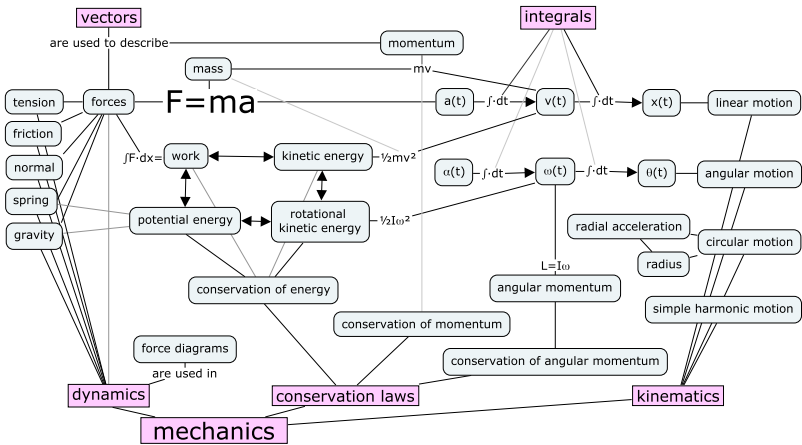 vectors
integrals
are used to describe
momentum
mass
mv
tension
forces
F=ma
a(t)
∫·dt
v(t)
∫·dt
x(t)
linear motion
friction
normal
∫F·dx=
work
kinetic energy
½mv²
α(t)
∫·dt
ω(t)
∫·dt
θ(t)
angular motion
spring
gravity
potential energy
rotational
kinetic energy
½Iω²
radial acceleration
circular motion
radius
L=Iω
conservation of energy
angular momentum
simple harmonic motion
conservation of momentum
force diagrams
are used in
conservation of angular momentum
dynamics
conservation laws
kinematics
mechanics